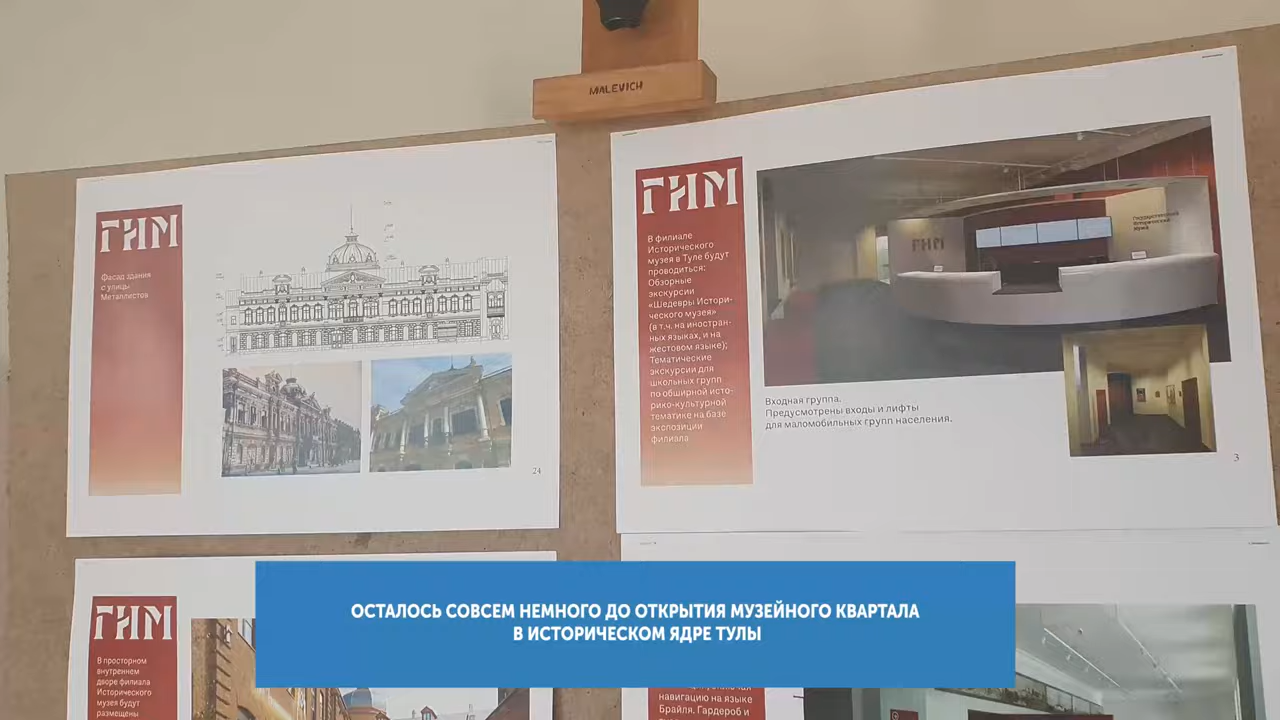 MALEVICH
ГИМ
Фасад здания
с улицы
Металлистов
24
ГИМ
В филиале
Исторического
музея в Туле будут
проводиться:
Обзорные
экскурсии
«Шедевры Истори-
ческого музея»
(в т.ч. на иностран-
ных языках, и на
жестовом языке);
Тематические
экскурсии для
школьных групп
по обширной исто-
рико-культурной
тематике на базе
экспозиции
филиала
ГИМ
Государственный
исторический
музей
Входная группа.
Предусмотрены входы и лифты
для маломобильных групп населения.
3
ГИМ
В просторном
внутреннем
дворе филиала
Исторического
музея будут
размещены
навигацию на языке
Брайля. Гардероб и
ОСТАЛОСЬ СОВСЕМ НЕМНОГО ДО ОТКРЫТИЯ МУЗЕЙНОГО КВАРТАЛА
В ИСТОРИЧЕСКОМ ЯДРЕ ТУЛЫ